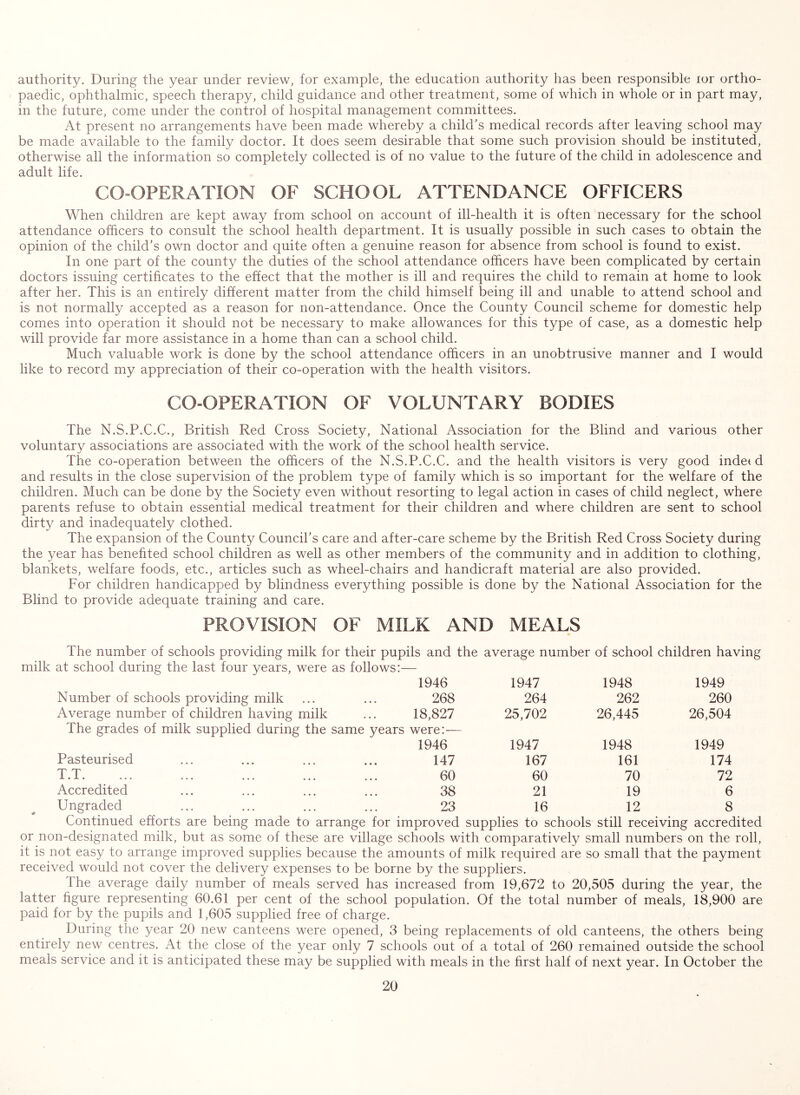 authority. During the year under review, for example, the education authority has been responsible for ortho-
paedic, ophthalmic, speech therapy, child guidance and other treatment, some of which in whole or in part may,
in the future, come under the control of hospital management committees.
At present no arrangements have been made whereby a child's medical records after leaving school may
be made available to the family doctor. It does seem desirable that some such provision should be instituted,
otherwise all the information so completely collected is of no value to the future of the child in adolescence and
adult life.
CO-OPERATION OF SCHOOL ATTENDANCE OFFICERS
When children are kept away from school on account of ill-health it is often necessary for the school
attendance officers to consult the school health department. It is usually possible in such cases to obtain the
opinion of the child's own doctor and quite often a genuine reason for absence from school is found to exist.
In one part of the county the duties of the school attendance officers have been complicated by certain
doctors issuing certificates to the effect that the mother is ill and requires the child to remain at home to look
after her. This is an entirely different matter from the child himself being ill and unable to attend school and
is not normally accepted as a reason for non-attendance. Once the County Council scheme for domestic help
comes into operation it should not be necessary to make allowances for this type of case, as a domestic help
will provide far more assistance in a home than can a school child.
Much valuable work is done by the school attendance officers in an unobtrusive manner and I would
like to record my appreciation of their co-operation with the health visitors.
CO-OPERATION OF VOLUNTARY BODIES
The N.S.P.C.C., British Red Cross Society, National Association for the Blind and various other
voluntary associations are associated with the work of the school health service.
The co-operation between the officers of the N.S.P.C.C. and the health visitors is very good indeed
and results in the close supervision of the problem type of family which is so important for the welfare of the
children. Much can be done by the Society even without resorting to legal action in cases of child neglect, where
parents refuse to obtain essential medical treatment for their children and where children are sent to school
dirty and inadequately clothed.
The expansion of the County Council's care and after-care scheme by the British Red Cross Society during
the year has benefited school children as well as other members of the community and in addition to clothing,
blankets, welfare foods, etc., articles such as wheel-chairs and handicraft material are also provided.
For children handicapped by blindness everything possible is done by the National Association for the
Blind to provide adequate training and care.
PROVISION OF MILK AND MEALS
The number of schools providing milk for their pupils and the average number of school children having
milk at school during the last four years, were as follows:—
1946 1947 1948 1949
Number of schools providing milk ... ... 268 264 262 260
Average number of children having milk ... 18,827 25,702 26,445 26,504
The grades of milk supplied during the same years were:—
1946 1947 1948 1949
Pasteurised ... ... ... ... 147 167 161 174
T.T. ... ... ... ... ... 60 60 70 72
Accredited ... ... ... ... 38 21 19 6
Ungraded ... ... ... ... 23 16 12 8
Continued efforts are being made to arrange for improved supplies to schools still receiving accredited
or non-designated milk, but as some of these are village schools with comparatively small numbers on the roll,
it is not easy to arrange improved supplies because the amounts of milk required are so small that the payment
received would not cover the delivery expenses to be borne by the suppliers.
The average daily number of meals served has increased from 19,672 to 20,505 during the year, the
latter figure representing 60.61 per cent of the school population. Of the total number of meals, 18,900 are
paid for by the pupils and 1,605 supplied free of charge.
During the year 20 new canteens were opened, 3 being replacements of old canteens, the others being
entirely new centres. At the close of the year only 7 schools out of a total of 260 remained outside the school
meals service and it is anticipated these may be supplied with meals in the first half of next year. In October the
20